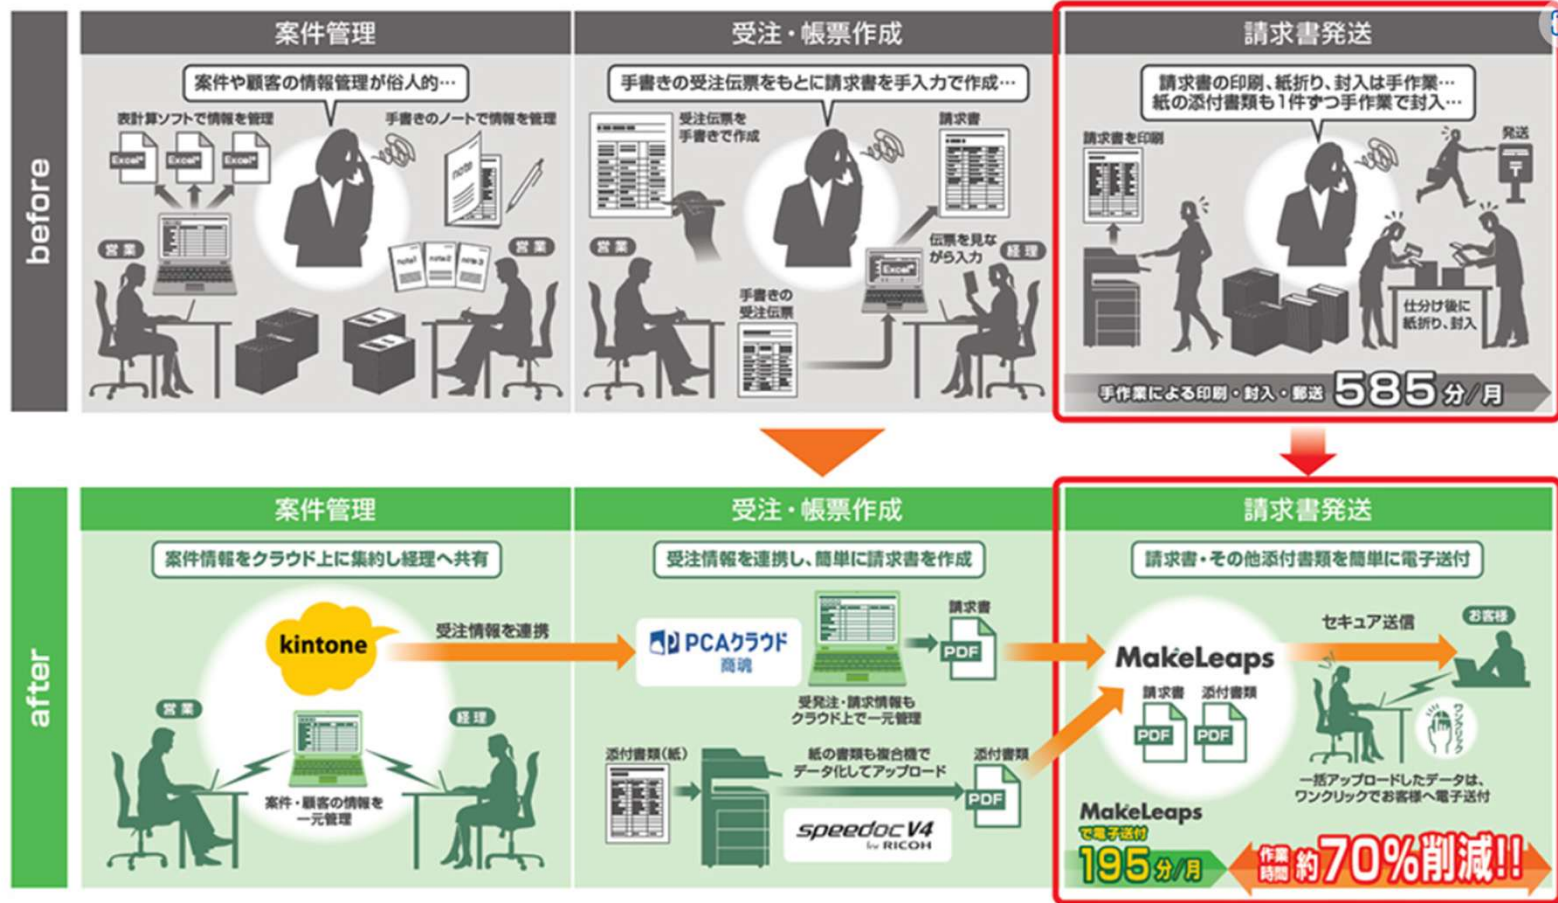 before
案件管理
案件や顧客の情報管理が俗人的…
表計算ソフトで情報を管理
手書きのノートで情報を管理
Excel
Excel
Excel
note
営業
note1
note2
note3
営業
受注・帳票作成
手書きの受注伝票をもとに請求書を手入力で作成…
受注伝票を
手書きで作成
請求書
営業
伝票を見な
がら入力
経理
Excel
手書きの
受注伝票
請求書発送
請求書の印刷、紙折り、封入は手作業…
紙の添付書類も1件ずつ手作業で封入…
請求書を印刷
発送
仕分け後に
紙折り、封入
手作業による印刷・封入・郵送 585分/月
after
案件管理
案件情報をクラウド上に集約し経理へ共有
kintone
受注情報を連携
営業
経理
案件・顧客の情報を
一元管理
受注・帳票作成
受注情報を連携し、簡単に請求書を作成
PCAクラウド
商魂
請求書
PDF
受発注・請求情報も
クラウド上で一元管理
添付書類(紙)
紙の書類も複合機で
データ化してアップロード
添付書類
PDF
speedoc V4
by RICOH
請求書発送
請求書・その他添付書類を簡単に電子送付
MakeLeaps
セキュア送信
お客様
請求書
添付書類
PDF
PDF
ワンクリック
一括アップロードしたデータは、
ワンクリックでお客様へ電子送付
MakeLeaps
で電子送付
195分/月
作業
時間
約70%削減!!